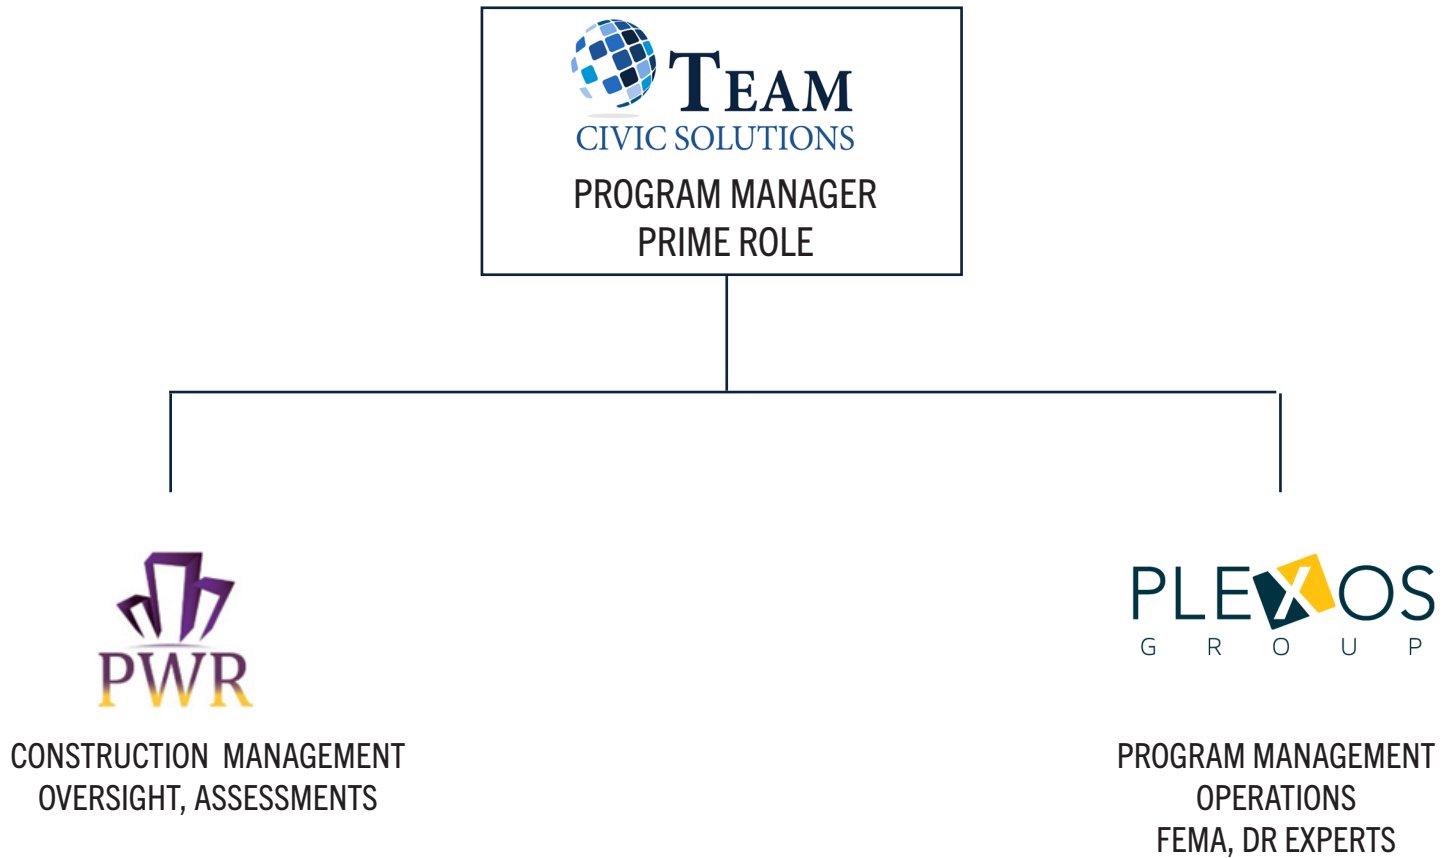 TEAM
CIVIC SOLUTIONS
PROGRAM MANAGER
PRIME ROLE
PWR
CONSTRUCTION MANAGEMENT
OVERSIGHT, ASSESSMENTS
PLEXOS
GROUP
PROGRAM MANAGEMENT
OPERATIONS
FEMA, DR EXPERTS